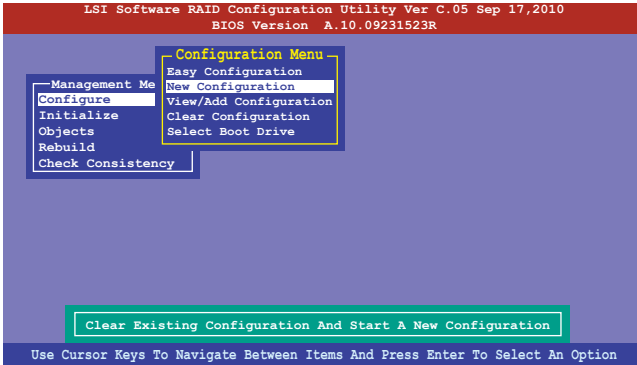 LSI Software RAID Configuration Utility Ver C.05 Sep 17,2010
BIOS Version A.10.09231523R
Management Me
Configure
Initialize
Objects
Rebuild
Check Consistency
Configuration Menu
Easy Configuration
New Configuration
View/Add Configuration
Clear Configuration
Select Boot Drive
Clear Existing Configuration And Start A New Configuration
Use Cursor Keys To Navigate Between Items And Press Enter To Select An Option